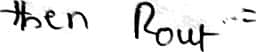 then Rout =